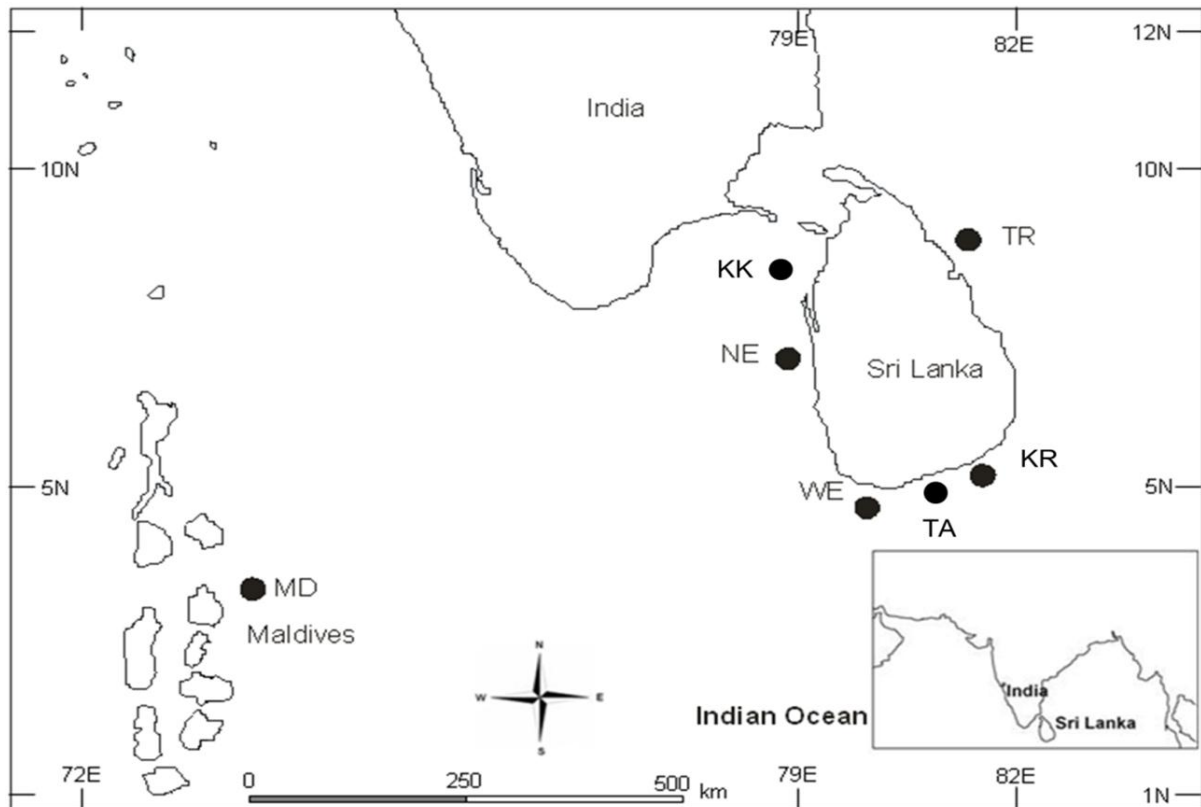 79E
82E
12N
12N
India
10N
10N
TR
KK
NE
Sri Lanka
KR
5N
WE
5N
TA
MD
Maldives
N
W
E
S
India
Sri Lanka
Indian Ocean
72E
0
250
500
km
79E
82E
1N